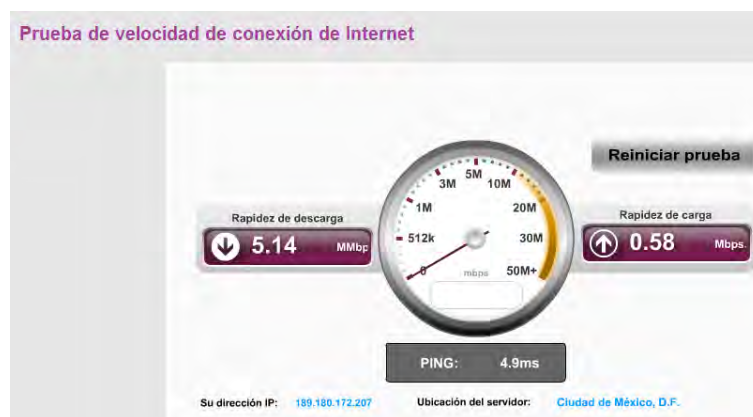 Prueba de velocidad de conexión de Internet
Reiniciar prueba
5M
3M
10M
1M
20M
512k
30M
0
mbps
50M+
Rapidez de descarga
5.14 MMbp
Rapidez de carga
0.58 Mbps
PING: 4.9ms
Su dirección IP: 189.180.172.207 Ubicación del servidor: Ciudad de México, D.F.